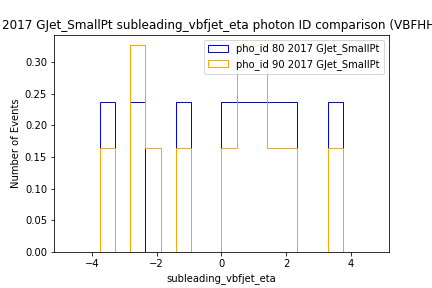 2017 GJet_SmallPt subleading_vbfjet_eta photon ID comparison (VBFHH
pho_id 80 2017 GJet_SmallPt
pho_id 90 2017 GJet_SmallPt
Number of Events
0.30
0.25
0.20
0.15
0.10
0.05
0.00
−4
−2
0
2
4
subleading_vbfjet_eta